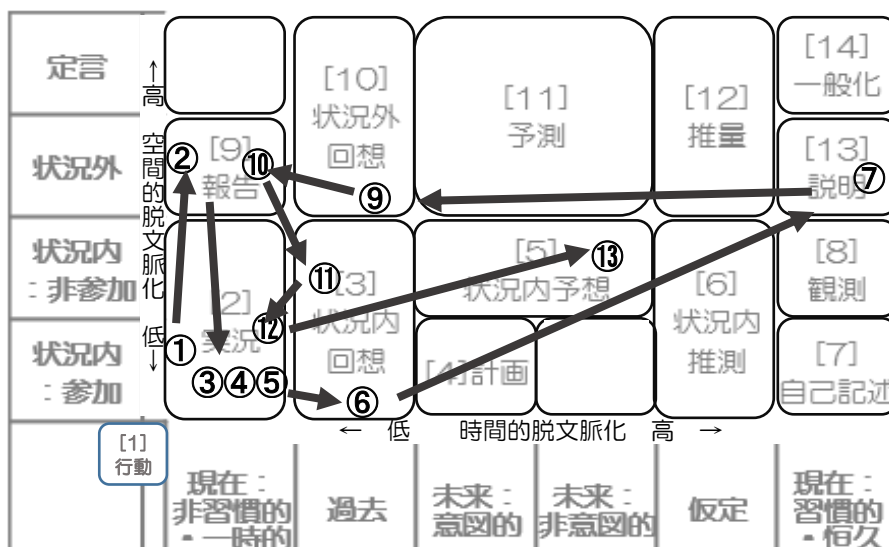 定言
状況外
状況内
:非参加
状況内
:参加
↑
高
空間的脱文脈化
低
↓
[10]
状況外
回想
[11]
予測
[12]
推量
[14]
一般化
②
[9]
報告
⑩
⑨
[13]
説明
⑦
[2]
実況
①
③④⑤
⑫
⑪
[3]
状況内
回想
⑥
[5]
状況内予想
⑬
[4]計画
[6]
状況内
推測
[8]
観測
[7]
自己記述
← 低 時間的脱文脈化 高 →
[1]
行動
現在:
非習慣的
・一時的
過去
未来:
意図的
未来:
非意図的
仮定
現在:
習慣的
・恒久